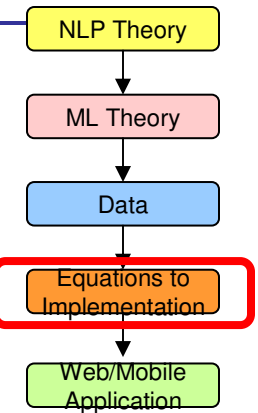 NLP Theory
ML Theory
Data
Equations to
Implementation
Web/Mobile
Application